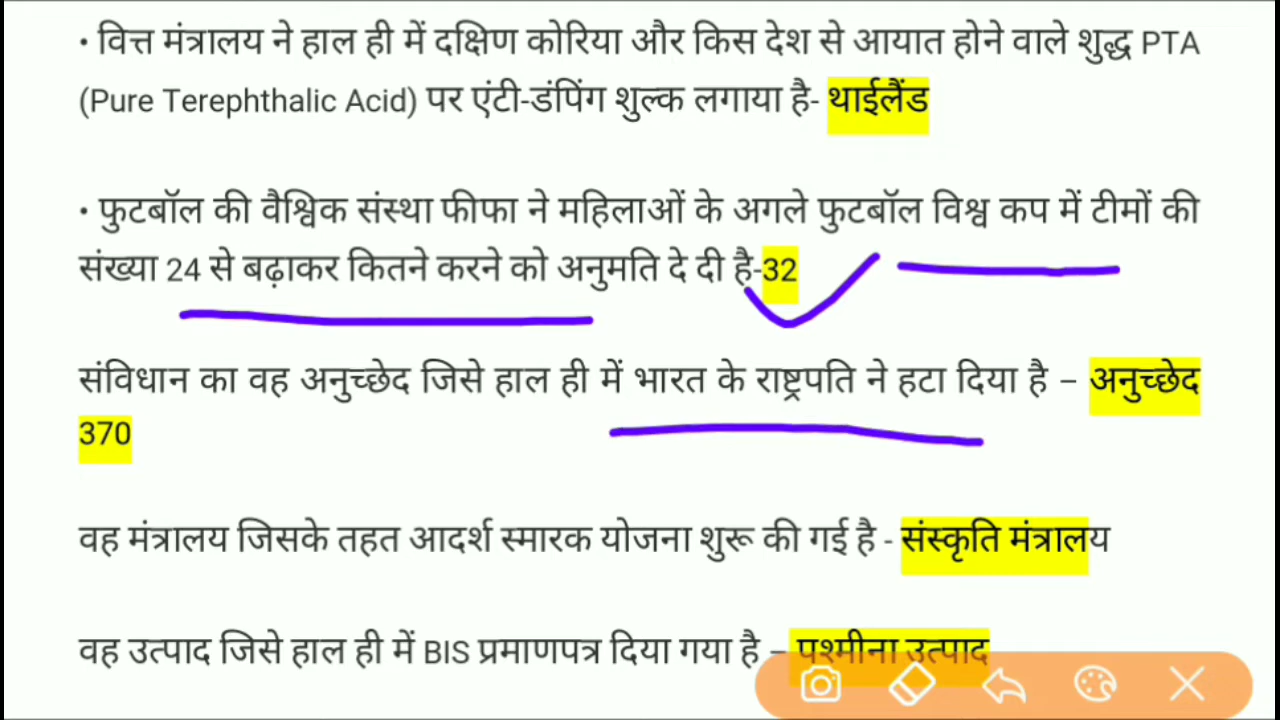 • वित्त मंत्रालय ने हाल ही में दक्षिण कोरिया और किस देश से आयात होने वाले शुद्ध PTA
(Pure Terephthalic Acid) पर एंटी-डंपिंग शुल्क लगाया है- थाईलैंड
• फुटबॉल की वैश्विक संस्था फीफा ने महिलाओं के अगले फुटबॉल विश्व कप में टीमों की
संख्या 24 से बढ़ाकर कितने करने को अनुमति दे दी है-32
संविधान का वह अनुच्छेद जिसे हाल ही में भारत के राष्ट्रपति ने हटा दिया है – अनुच्छेद
370
वह मंत्रालय जिसके तहत आदर्श स्मारक योजना शुरू की गई है - संस्कृति मंत्रालय
वह उत्पाद जिसे हाल ही में BIS प्रमाणपत्र दिया गया है – पश्मीना उत्पाद